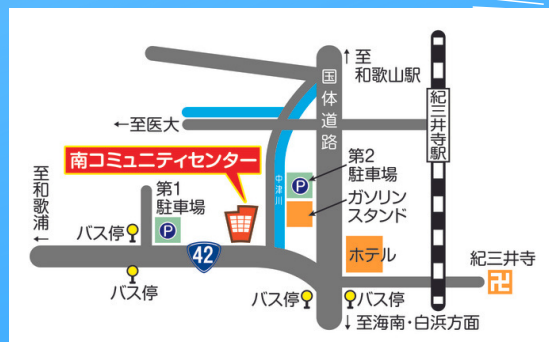 至
和歌山駅
国体道路
紀三井寺駅
←至医大
南コミュニティセンター
第2
駐車場
P
ガソリン
スタンド
中津川
至和歌浦
←
第1
駐車場
P
バス停
42
バス停
ホテル
紀三井寺
卍
バス停
バス停
↓至海南・白浜方面